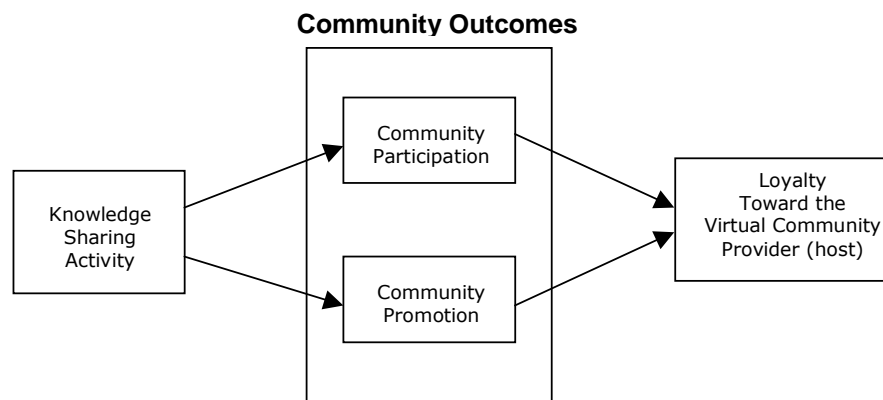 Community Outcomes
Community
Participation
Knowledge
Sharing
Activity
Community
Promotion
Loyalty
Toward the
Virtual Community
Provider (host)